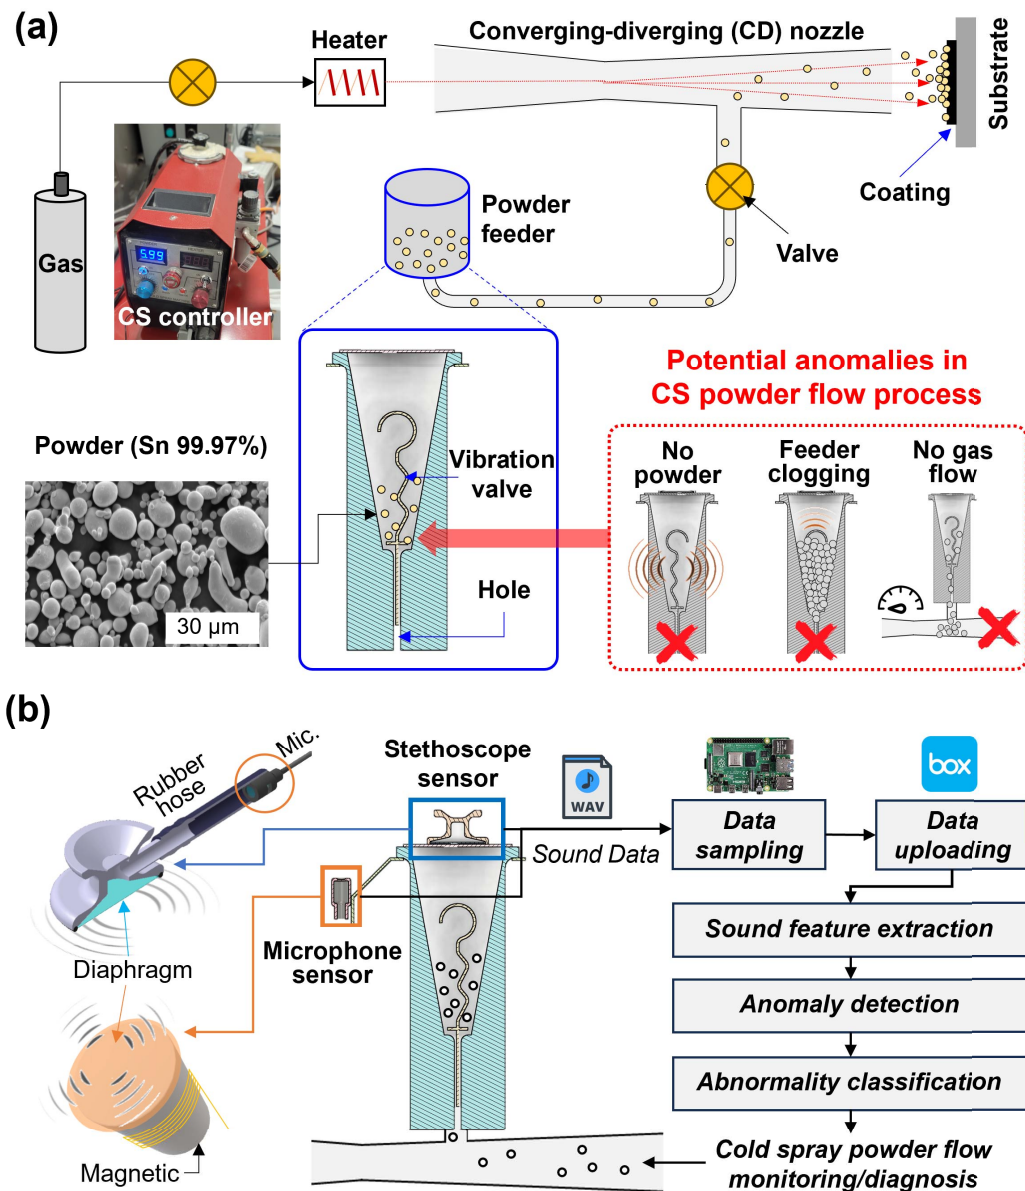 (a)
Heater
Converging-diverging (CD) nozzle
Substrate
Coating
Powder
feeder
Valve
Gas
5.99
CS controller
Potential anomalies in
CS powder flow process
Powder (Sn 99.97%)
30 µm
Vibration
valve
Hole
No
powder
Feeder
clogging
No gas
flow
(b)
Mic.
Rubber
hose
Diaphragm
Magnetic
Stethoscope
sensor
Microphone
sensor
WAV
Sound Data
box
Data
sampling
Data
uploading
Sound feature extraction
Anomaly detection
Abnormality classification
Cold spray powder flow
monitoring/diagnosis